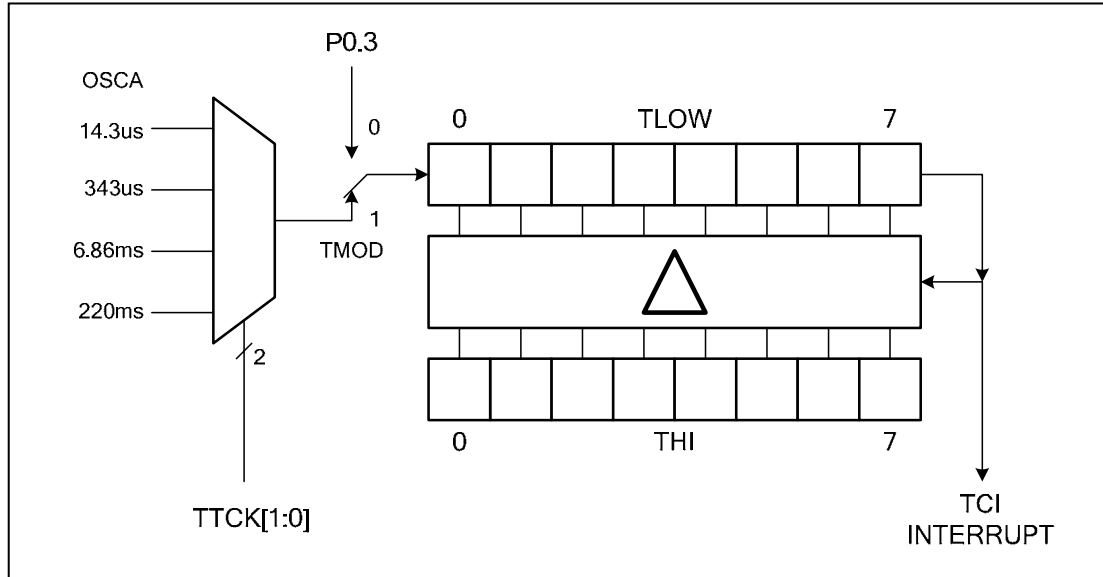 P0.3
OSCA
14.3us
343us
6.86ms
220ms
2
TTCK[1:0]
0
1
TMOD
0 TLOW 7
0 THI 7
TCI
INTERRUPT